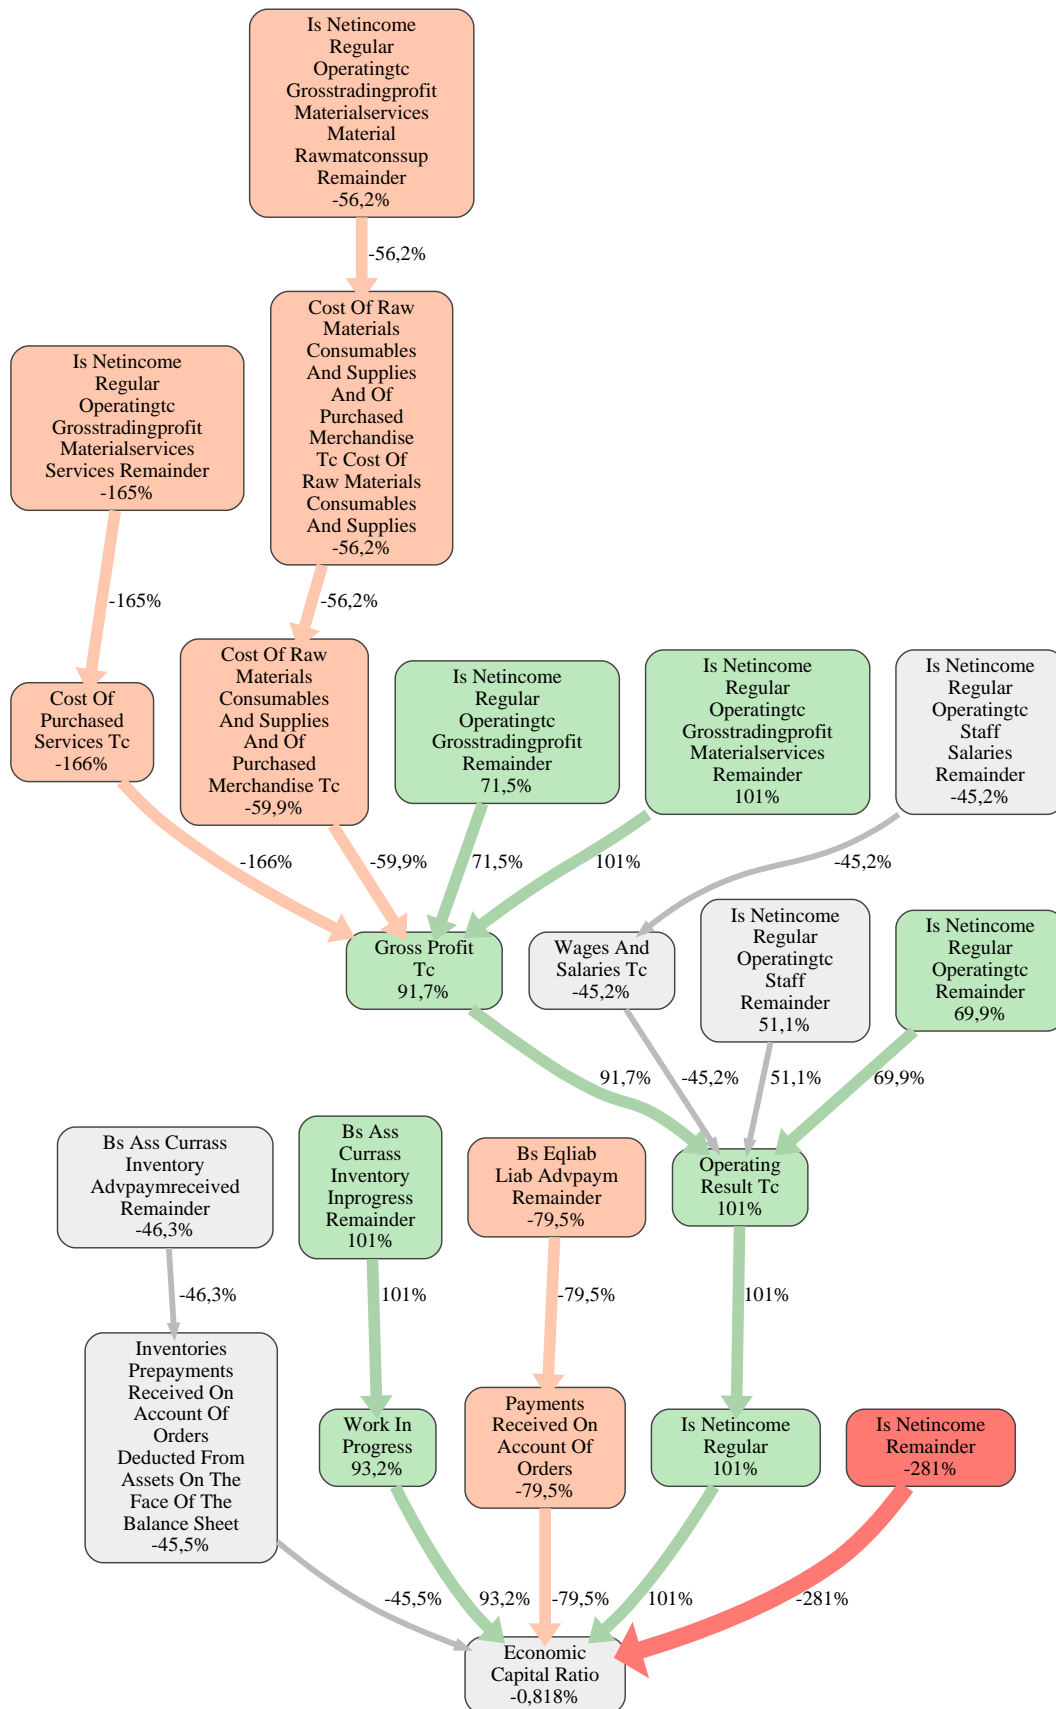 Is Netincome
Regular
Operatingtc
Grosstradingprofit
Materialservices
Material
Rawmatconssup
Remainder
-56,2%
-56,2%
Cost Of Raw
Materials
Consumables
And Supplies
And Of
Purchased
Merchandise
Tc Cost Of
Raw Materials
Consumables
And Supplies
-56,2%
Is Netincome
Regular
Operatingtc
Grosstradingprofit
Materialservices
Services Remainder
-165%
-165%
-56,2%
Cost Of
Purchased
Services Tc
-166%
Cost Of Raw
Materials
Consumables
And Supplies
And Of
Purchased
Merchandise Tc
-59,9%
Is Netincome
Regular
Operatingtc
Grosstradingprofit
Remainder
71,5%
Is Netincome
Regular
Operatingtc
Grosstradingprofit
Materialservices
Remainder
101%
Is Netincome
Regular
Operatingtc
Staff
Salaries
Remainder
-45,2%
-166%
-59,9%
71,5%
101%
-45,2%
Gross Profit
Tc
91,7%
Wages And
Salaries Tc
-45,2%
Is Netincome
Regular
Operatingtc
Staff
Remainder
51,1%
Is Netincome
Regular
Operatingtc
Remainder
69,9%
91,7%
-45,2%
51,1%
69,9%
Bs Ass Currass
Inventory
Advpaymreceived
Remainder
-46,3%
Bs Ass
Currass
Inventory
Inprogress
Remainder
101%
Bs Eqliab
Liab Advpaym
Remainder
-79,5%
Operating
Result Tc
101%
-46,3%
101%
-79,5%
101%
Inventories
Prepayments
Received On
Account Of
Orders
Deducted From
Assets On The
Face Of The
Balance Sheet
-45,5%
Work In
Progress
93,2%
Payments
Received On
Account Of
Orders
-79,5%
Is Netincome
Regular
101%
Is Netincome
Remainder
-281%
-45,5%
93,2%
-79,5%
101%
-281%
Economic
Capital Ratio
-0,818%